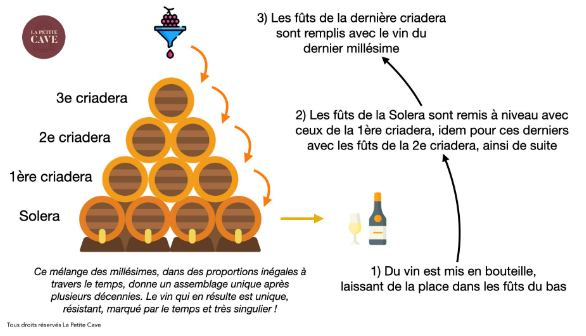 LA PETITE
CAVE
3) Les fûts de la dernière criadera
sont remplis avec le vin du
dernier millésime
3e criadera
2e criadera
1ère criadera
Solera
2) Les fûts de la Solera sont remis à niveau avec
ceux de la 1ère criadera, idem pour ces derniers
avec les fûts de la 2e criadera, ainsi de suite
1) Du vin est mis en bouteille,
laissant de la place dans les fûts du bas
Ce mélange des millésimes, dans des proportions inégales à
travers le temps, donne un assemblage unique après
plusieurs décennies. Le vin qui en résulte est unique,
résistant, marqué par le temps et très singulier !
Tous droits réservés La Petite Cave